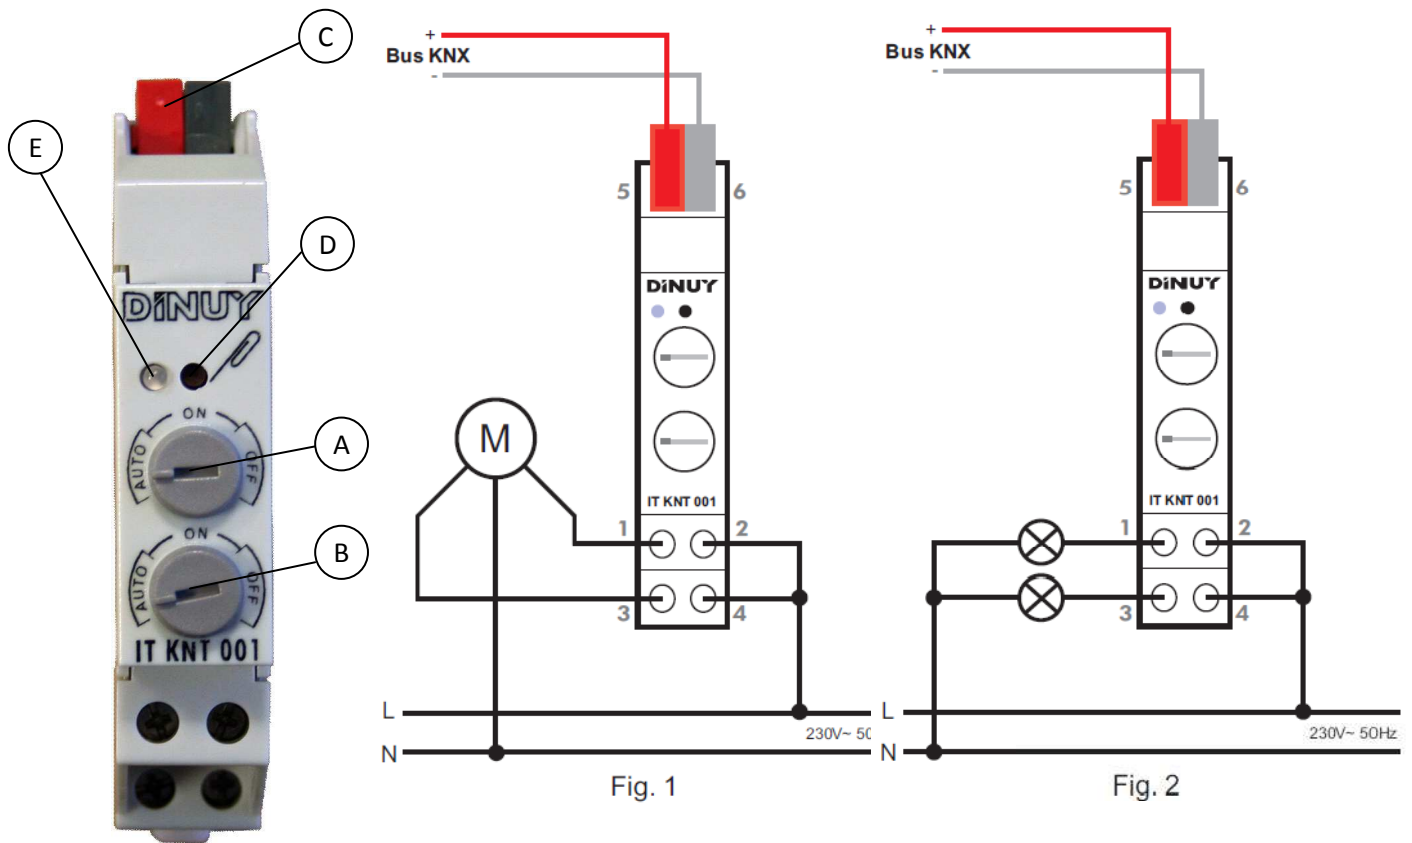 C
E
D
DiNUY
ON
AUTO
OFF
A
ON
AUTO
OFF
B
IT KNT 001
+
Bus KNX
-
5
6
DiNUY
M
IT KNT 001
1
2
3
4
L
230V~ 50
N
Fig. 1
+
Bus KNX
-
5
6
DiNUY
IT KNT 001
1
2
3
4
L
230V~ 50Hz
N
Fig. 2